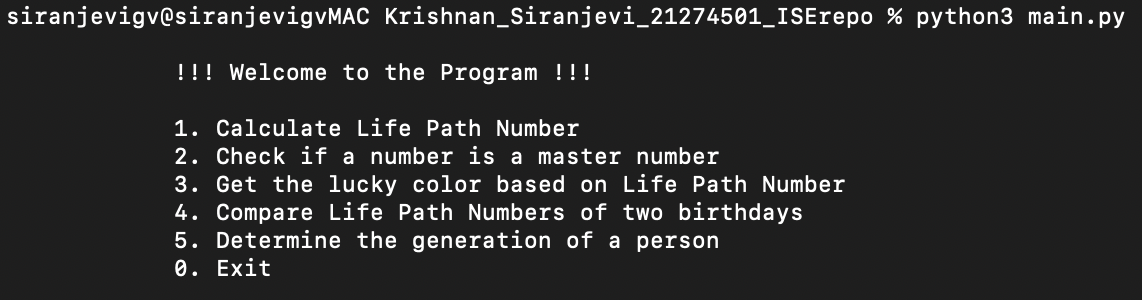 siranjevigv@siranjevigvMAC Krishnan_Siranjevi_21274501_ISErepo % python3 main.py
!!! Welcome to the Program !!!
1. Calculate Life Path Number
2. Check if a number is a master number
3. Get the lucky color based on Life Path Number
4. Compare Life Path Numbers of two birthdays
5. Determine the generation of a person
0. Exit